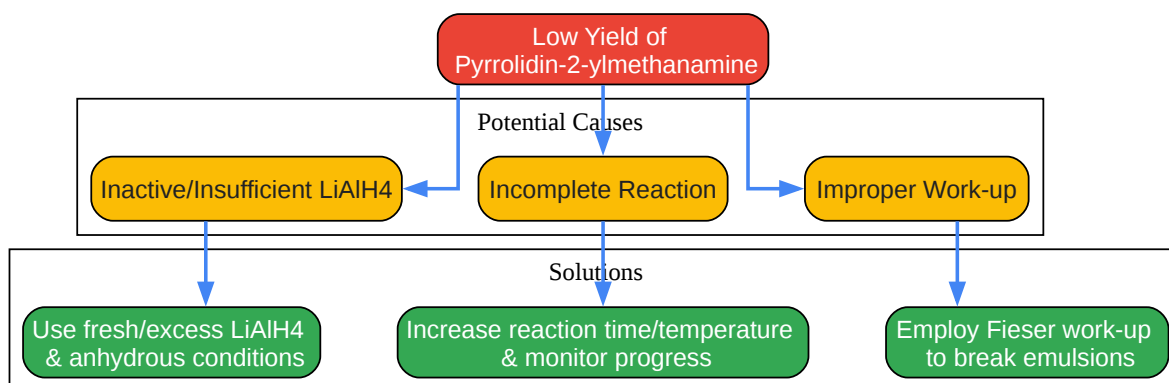 Low Yield of
Pyrrolidin-2-ylmethanamine
Potential Causes
Inactive/Insufficient LiAlH4
Incomplete Reaction
Improper Work-up
Solutions
Use fresh/excess LiAlH4
& anhydrous conditions
Increase reaction time/temperature
& monitor progress
Employ Fieser work-up
to break emulsions